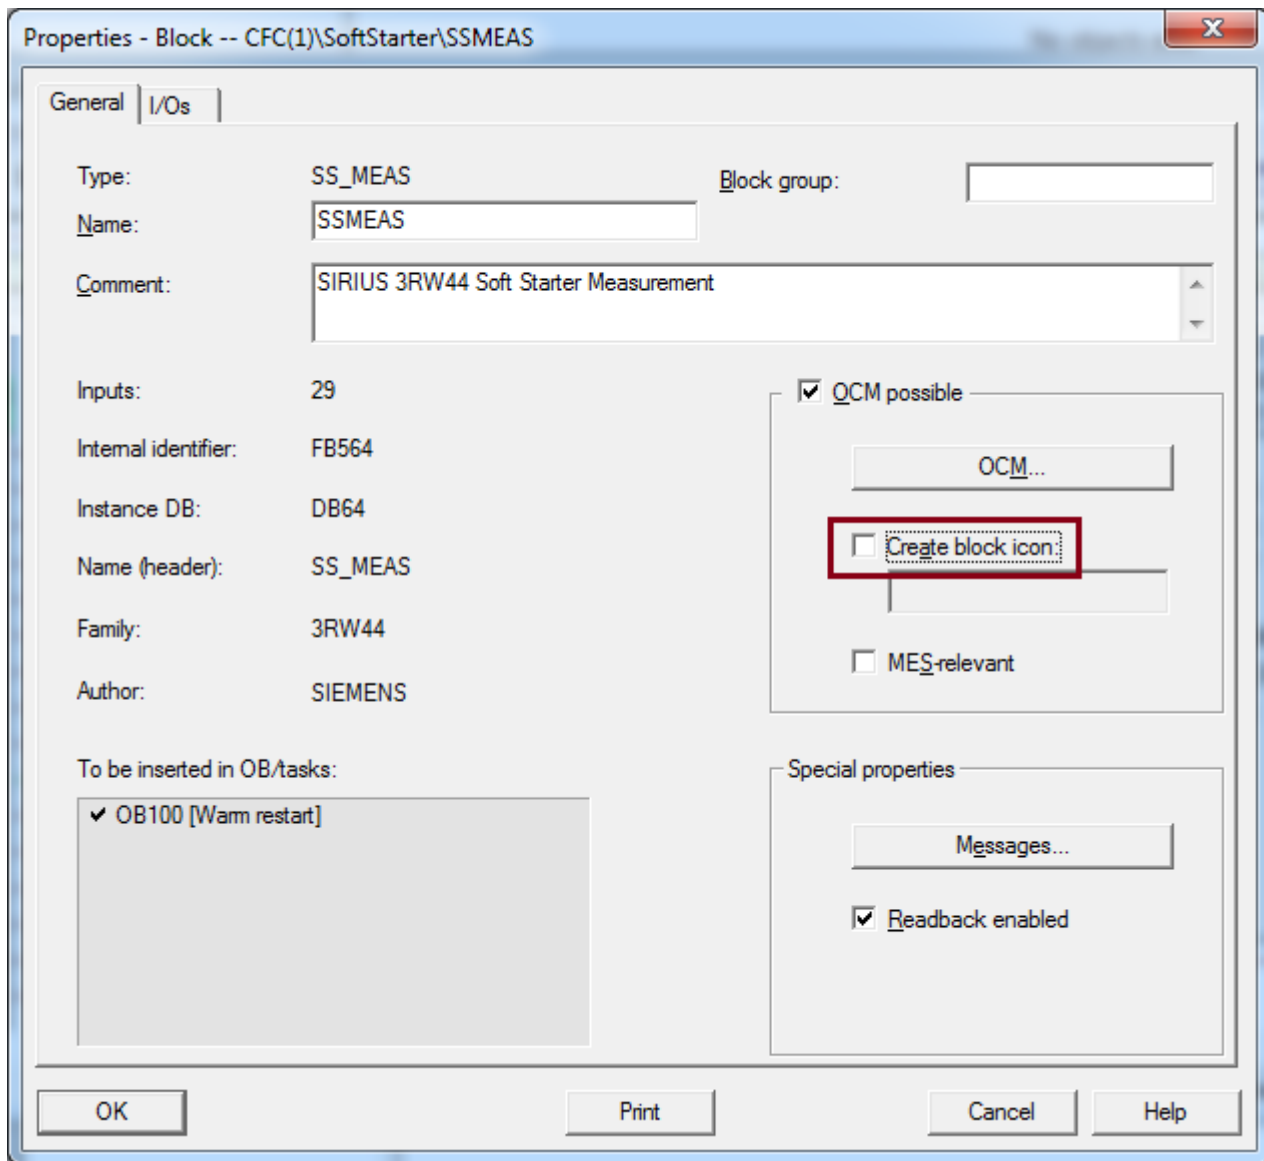 Properties - Block -- CFC(1)\SoftStarter\SSMEAS
General
I/Os
Type: SS_MEAS
Block group:
Name: SSMEAS
Comment: SIRIUS 3RW44 Soft Starter Measurement
Inputs: 29
OCM possible
Internal identifier: FB564
OCM...
Instance DB: DB64
Create block icon:
Name (header): SS_MEAS
Family: 3RW44
MES-relevant
Author: SIEMENS
To be inserted in OB/tasks:
Special properties
OB100 [Warm restart]
Messages...
Readback enabled
OK Print Cancel Help